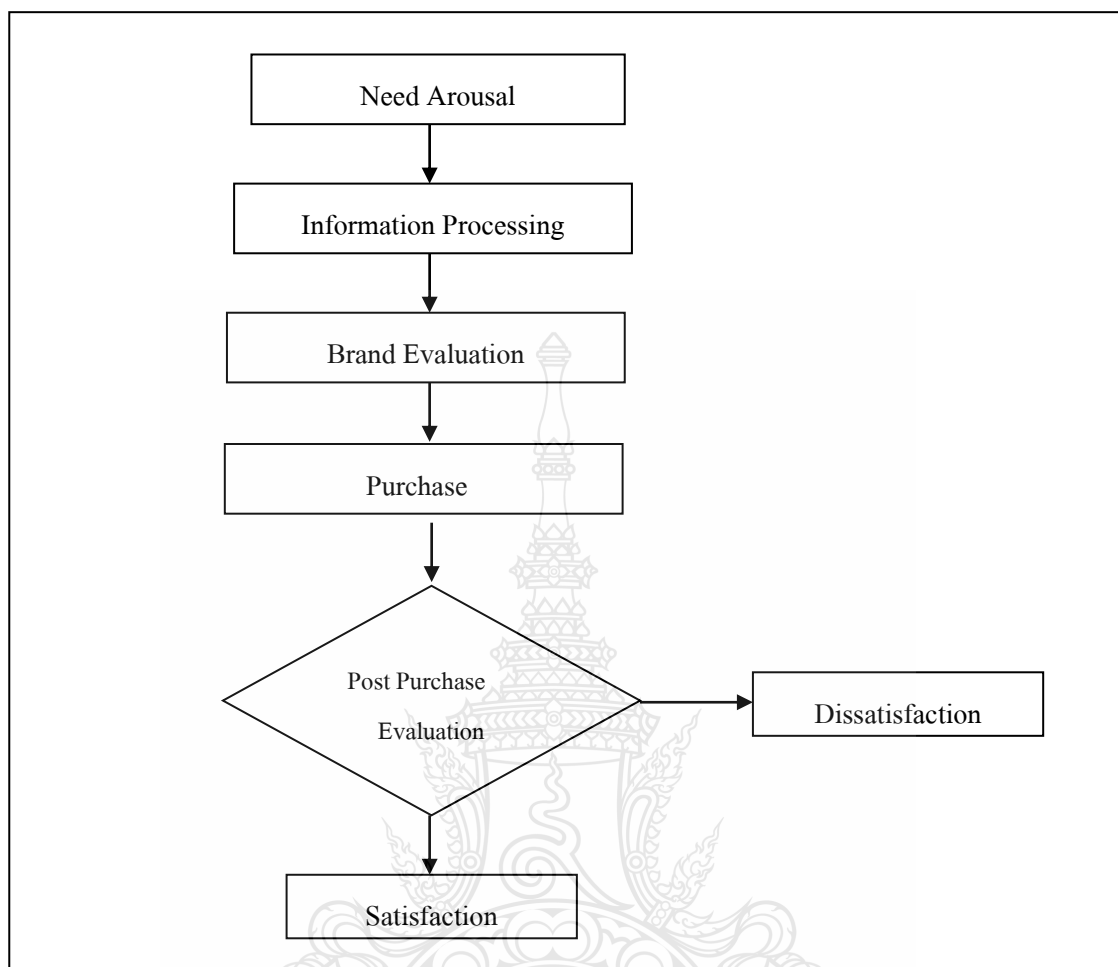 Need Arousal
Information Processing
Brand Evaluation
Purchase
Post Purchase
Evaluation
Dissatisfaction
Satisfaction